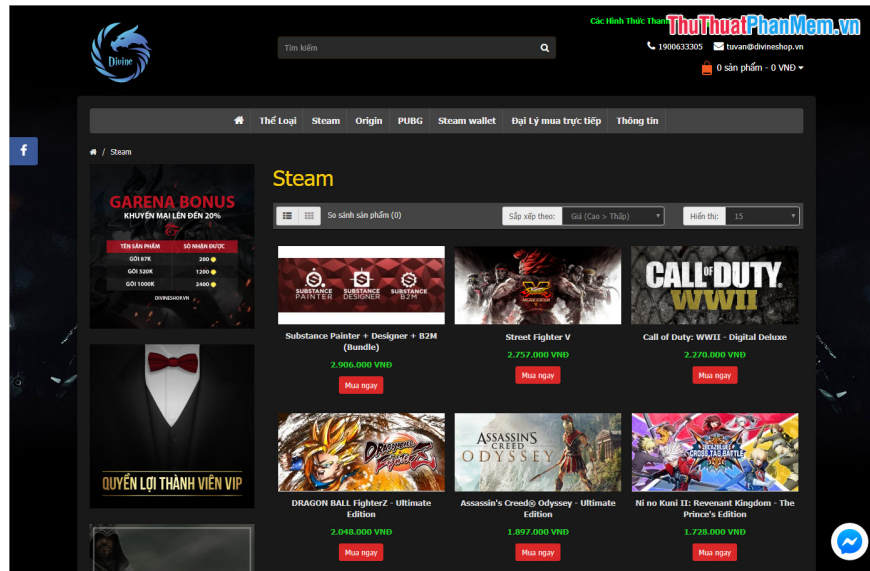 Các Hình Thức Thanh
ThuThuatPhanMem.vn
Divine
Tìm kiếm
1900633305 tuvan@divineshop.vn
0 sản phẩm - 0 VNĐ
Thể Loại Steam Origin PUBG Steam wallet Đại Lý mua trực tiếp Thông tin
f
/ Steam
GARENA BONUS
KHUYẾN MẠI LÊN ĐẾN 20%
TÊN SẢN PHẨM SÒ NHẬN ĐƯỢC
GÓI 87K 200
GÓI 520K 1200
GÓI 1000K 2400
DIVINESHOP.VN
QUYỀN LỢI THÀNH VIÊN VIP
Steam
So sánh sản phẩm (0)
Sắp xếp theo: Giá (Cao > Thấp)
Hiển thị: 15
SUBSTANCE PAINTER
SUBSTANCE DESIGNER
SUBSTANCE B2M
CALL OF DUTY
WWII
Substance Painter + Designer + B2M
(Bundle)
2.906.000 VNĐ
Mua ngay
Street Fighter V
2.757.000 VNĐ
Mua ngay
Call of Duty: WWII - Digital Deluxe
2.270.000 VNĐ
Mua ngay
DRAGONBALL
FIGHTERZ
ASSASSIN'S
CREED
ODYSSEY
BLAZBLUE
CROSS TAG BATTLE
DRAGON BALL FighterZ - Ultimate
Edition
2.048.000 VNĐ
Mua ngay
Assassin's Creed® Odyssey - Ultimate
Edition
1.897.000 VNĐ
Mua ngay
Ni no Kuni II: Revenant Kingdom - The
Prince's Edition
1.728.000 VNĐ
Mua ngay